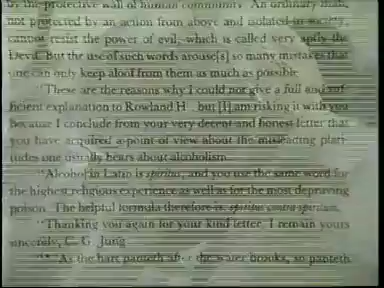 by the protective wall of human community. An ordinary man,
not protected by an action from above and isolated in society,
cannot resist the power of evil, which is called very aptly the
Devil. But the use of such words arouse[s] so many mistakes that
one can only keep aloof from them as much as possible.
"These are the reasons why I could not give a full and suf-
ficient explanation to Rowland H., but [I] am risking it with you
because I conclude from your very decent and honest letter that
you have acquired a point of view about the misleading plati-
tudes one usually hears about alcoholism.
"Alcohol in Latin is spiritus, and you use the same word for
the highest religious experience as well as for the most depraving
poison. The helpful formula therefore is: spiritus contra spiritum.
"Thanking you again for your kind letter, I remain yours
sincerely, C. G. Jung
"* "As the hart panteth after the water brooks, so panteth